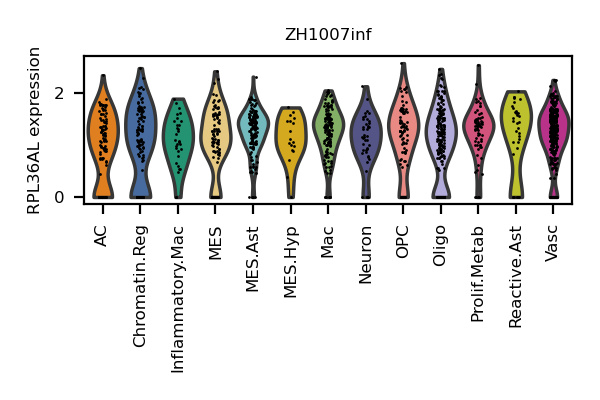 ZH1007inf
RPL36AL expression
2
0
AC
Chromatin.Reg
Inflammatory.Mac
MES
MES.Ast
MES.Hyp
Mac
Neuron
OPC
Oligo
Prolif.Metab
Reactive.Ast
Vasc